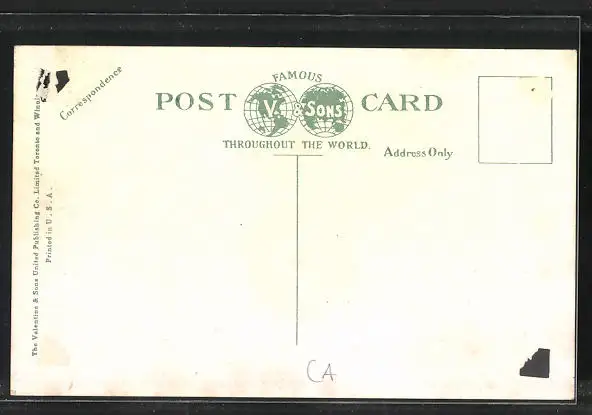 FAMOUS
POST V. & SONS CARD
THROUGHOUT THE WORLD.
Correspondence
Address Only
The Valentine & Sons United Publishing Co. Limited Toronto and
Printed in U.S.A.
CA